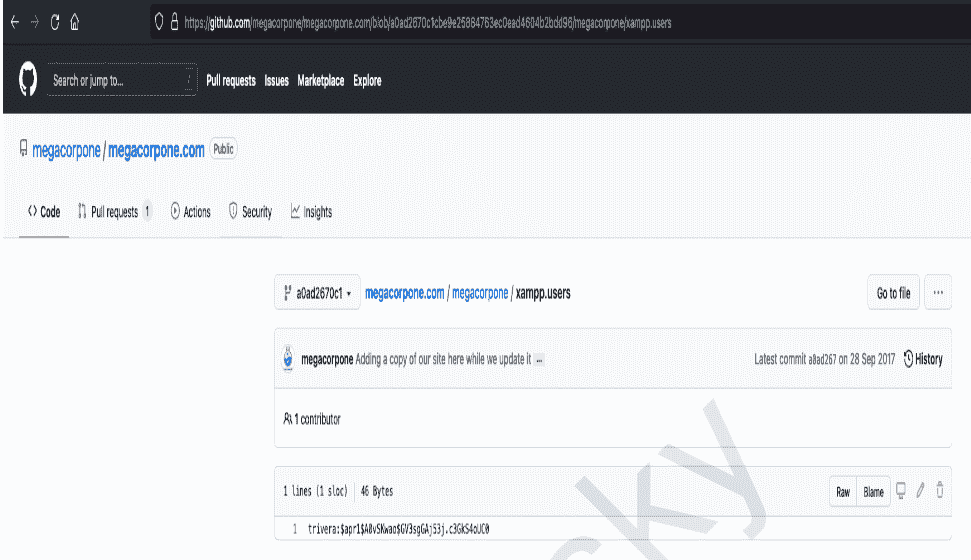 https://github.com/megacorpone/megacorpone.com/blob/a0ad2670c1cbe9e25864763ec0ead4604b2bdd96/megacorpone/xampp.users
Search or jump to... /
Pull requests Issues Marketplace Explore
megacorpone / megacorpone.com Public
<> Code Pull requests 1 Actions Security Insights
a0ad2670c1 megacorpone.com / megacorpone / xampp.users Go to file ...
megacorpone Adding a copy of our site here while we update it ... Latest commit a0ad267 on 28 Sep 2017 History
1 contributor
1 lines (1 sloc) 46 Bytes Raw Blame
1 trivera:$apr1$A0vSKwao$GV3sgGAj53j.c3GkS4oUC0
sky